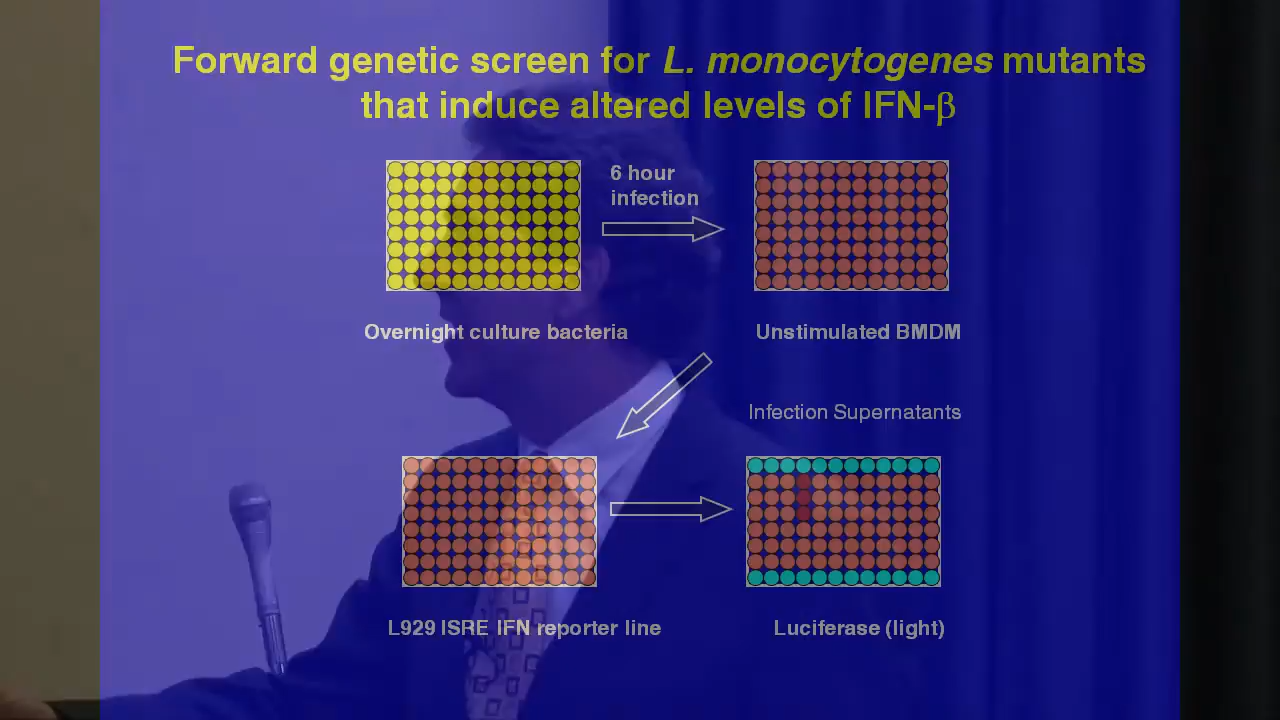 Forward genetic screen for L. monocytogenes mutants
that induce altered levels of IFN-β
6 hour
infection
Overnight culture bacteria
Unstimulated BMDM
Infection Supernatants
L929 ISRE IFN reporter line
Luciferase (light)